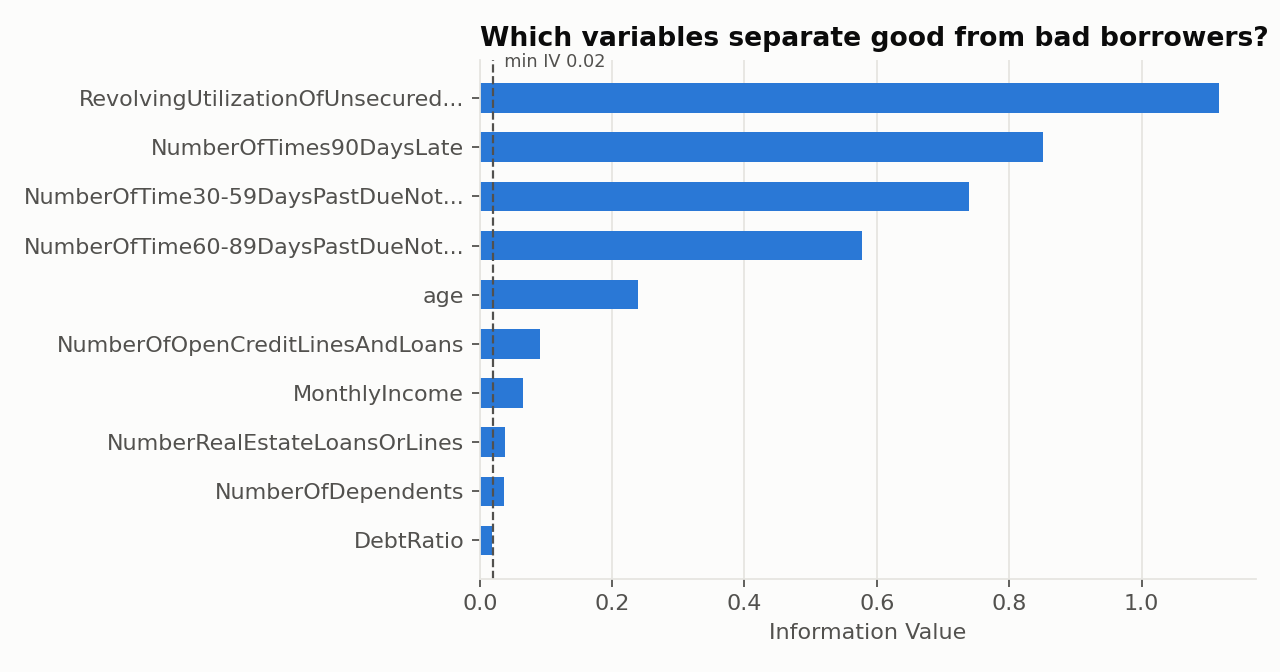 Which variables separate good from bad borrowers?
min IV 0.02
RevolvingUtilizationOfUnsecured...
NumberOfTimes90DaysLate
NumberOfTime30-59DaysPastDueNot...
NumberOfTime60-89DaysPastDueNot...
age
NumberOfOpenCreditLinesAndLoans
MonthlyIncome
NumberRealEstateLoansOrLines
NumberOfDependents
DebtRatio
0.0 0.2 0.4 0.6 0.8 1.0
Information Value